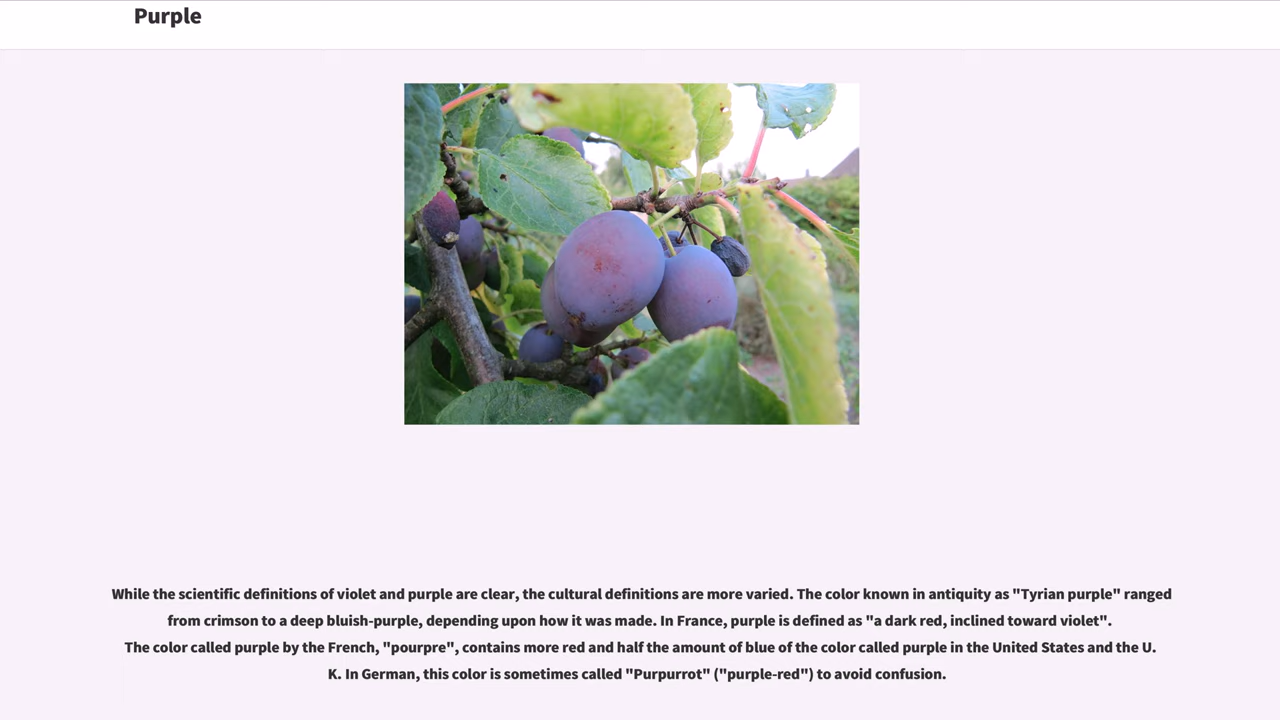 Purple
While the scientific definitions of violet and purple are clear, the cultural definitions are more varied. The color known in antiquity as "Tyrian purple" ranged
from crimson to a deep bluish-purple, depending upon how it was made. In France, purple is defined as "a dark red, inclined toward violet".
The color called purple by the French, "pourpre", contains more red and half the amount of blue of the color called purple in the United States and the U.
K. In German, this color is sometimes called "Purpurrot" ("purple-red") to avoid confusion.